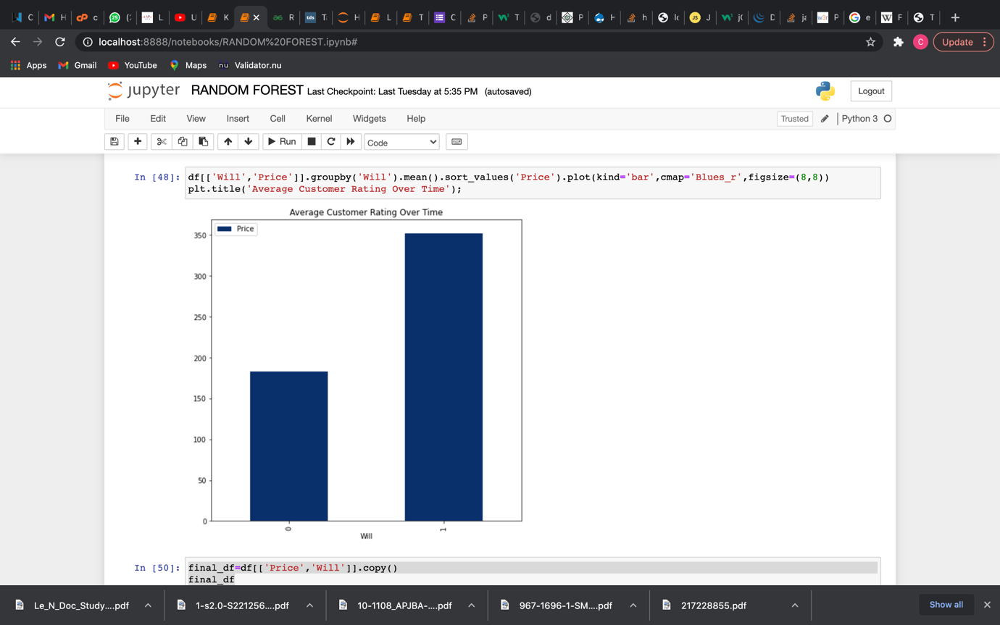 C H c (2 L U K R T H L T C P T d P H h Ic J T j( D ja P e F T
localhost:8888/notebooks/RANDOM%20FOREST.ipynb#
C Update
Apps Gmail YouTube Maps nu Validator.nu
jupyter RANDOM FOREST Last Checkpoint: Last Tuesday at 5:35 PM (autosaved) Logout
File Edit View Insert Cell Kernel Widgets Help Trusted Python 3
Run Code
In [48]: df[['Will','Price']].groupby('Will').mean().sort_values('Price').plot(kind='bar',cmap='Blues_r',figsize=(8,8))
plt.title('Average Customer Rating Over Time');
Average Customer Rating Over Time
Price
350
300
250
200
150
100
50
0
0 1
Will
In [50]: final_df=df[['Price','Will']].copy()
final_df
Le_N_Doc_Study....pdf 1-s2.0-S221256....pdf 10-1108_APJBA-....pdf 967-1696-1-SM....pdf 217228855.pdf Show all